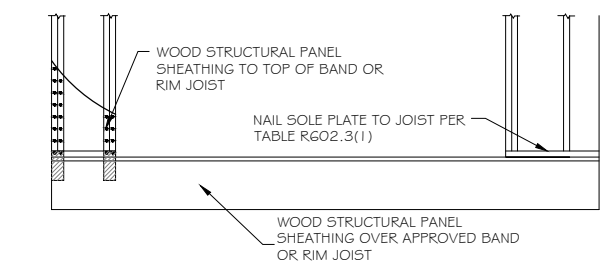 WOOD STRUCTURAL PANEL
SHEATHING TO TOP OF BAND OR
RIM JOIST
NAIL SOLE PLATE TO JOIST PER
TABLE R602.3(1)
WOOD STRUCTURAL PANEL
SHEATHING OVER APPROVED BAND
OR RIM JOIST